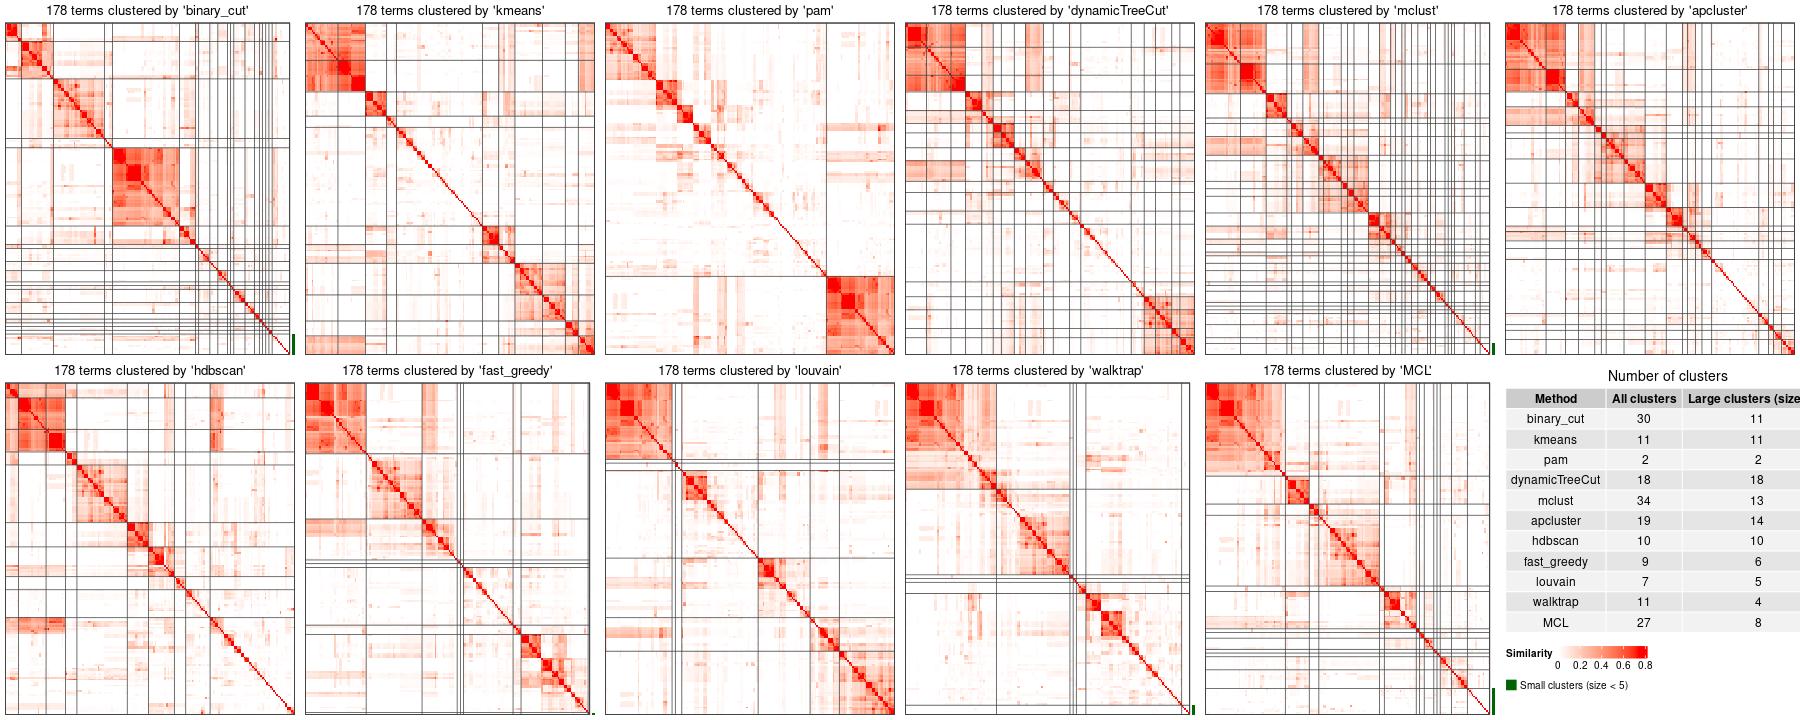 178 terms clustered by 'binary_cut'
178 terms clustered by 'kmeans'
178 terms clustered by 'pam'
178 terms clustered by 'dynamicTreeCut'
178 terms clustered by 'mclust'
178 terms clustered by 'apcluster'
178 terms clustered by 'hdbscan'
178 terms clustered by 'fast_greedy'
178 terms clustered by 'louvain'
178 terms clustered by 'walktrap'
178 terms clustered by 'MCL'
Number of clusters
Method All clusters Large clusters (size
binary_cut 30 11
kmeans 11 11
pam 2 2
dynamicTreeCut 18 18
mclust 34 13
apcluster 19 14
hdbscan 10 10
fast_greedy 9 6
louvain 7 5
walktrap 11 4
MCL 27 8
Similarity
0 0.2 0.4 0.6 0.8
Small clusters (size < 5)